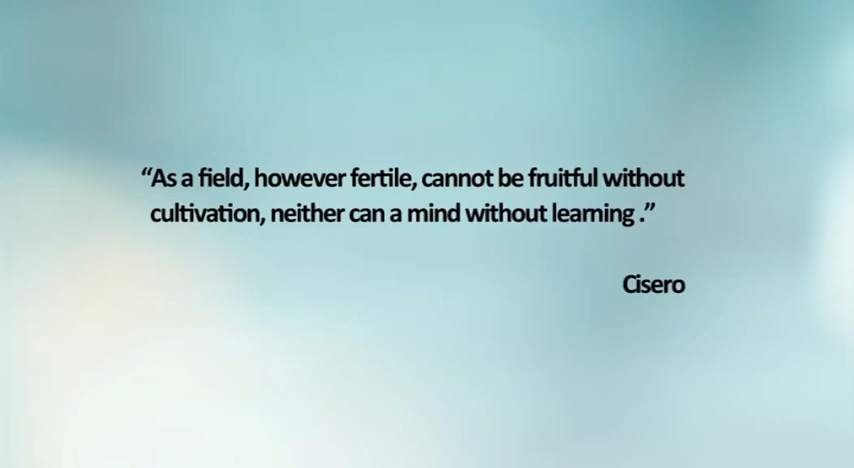 “As a field, however fertile, cannot be fruitful without
cultivation, neither can a mind without learning .”
Cisero